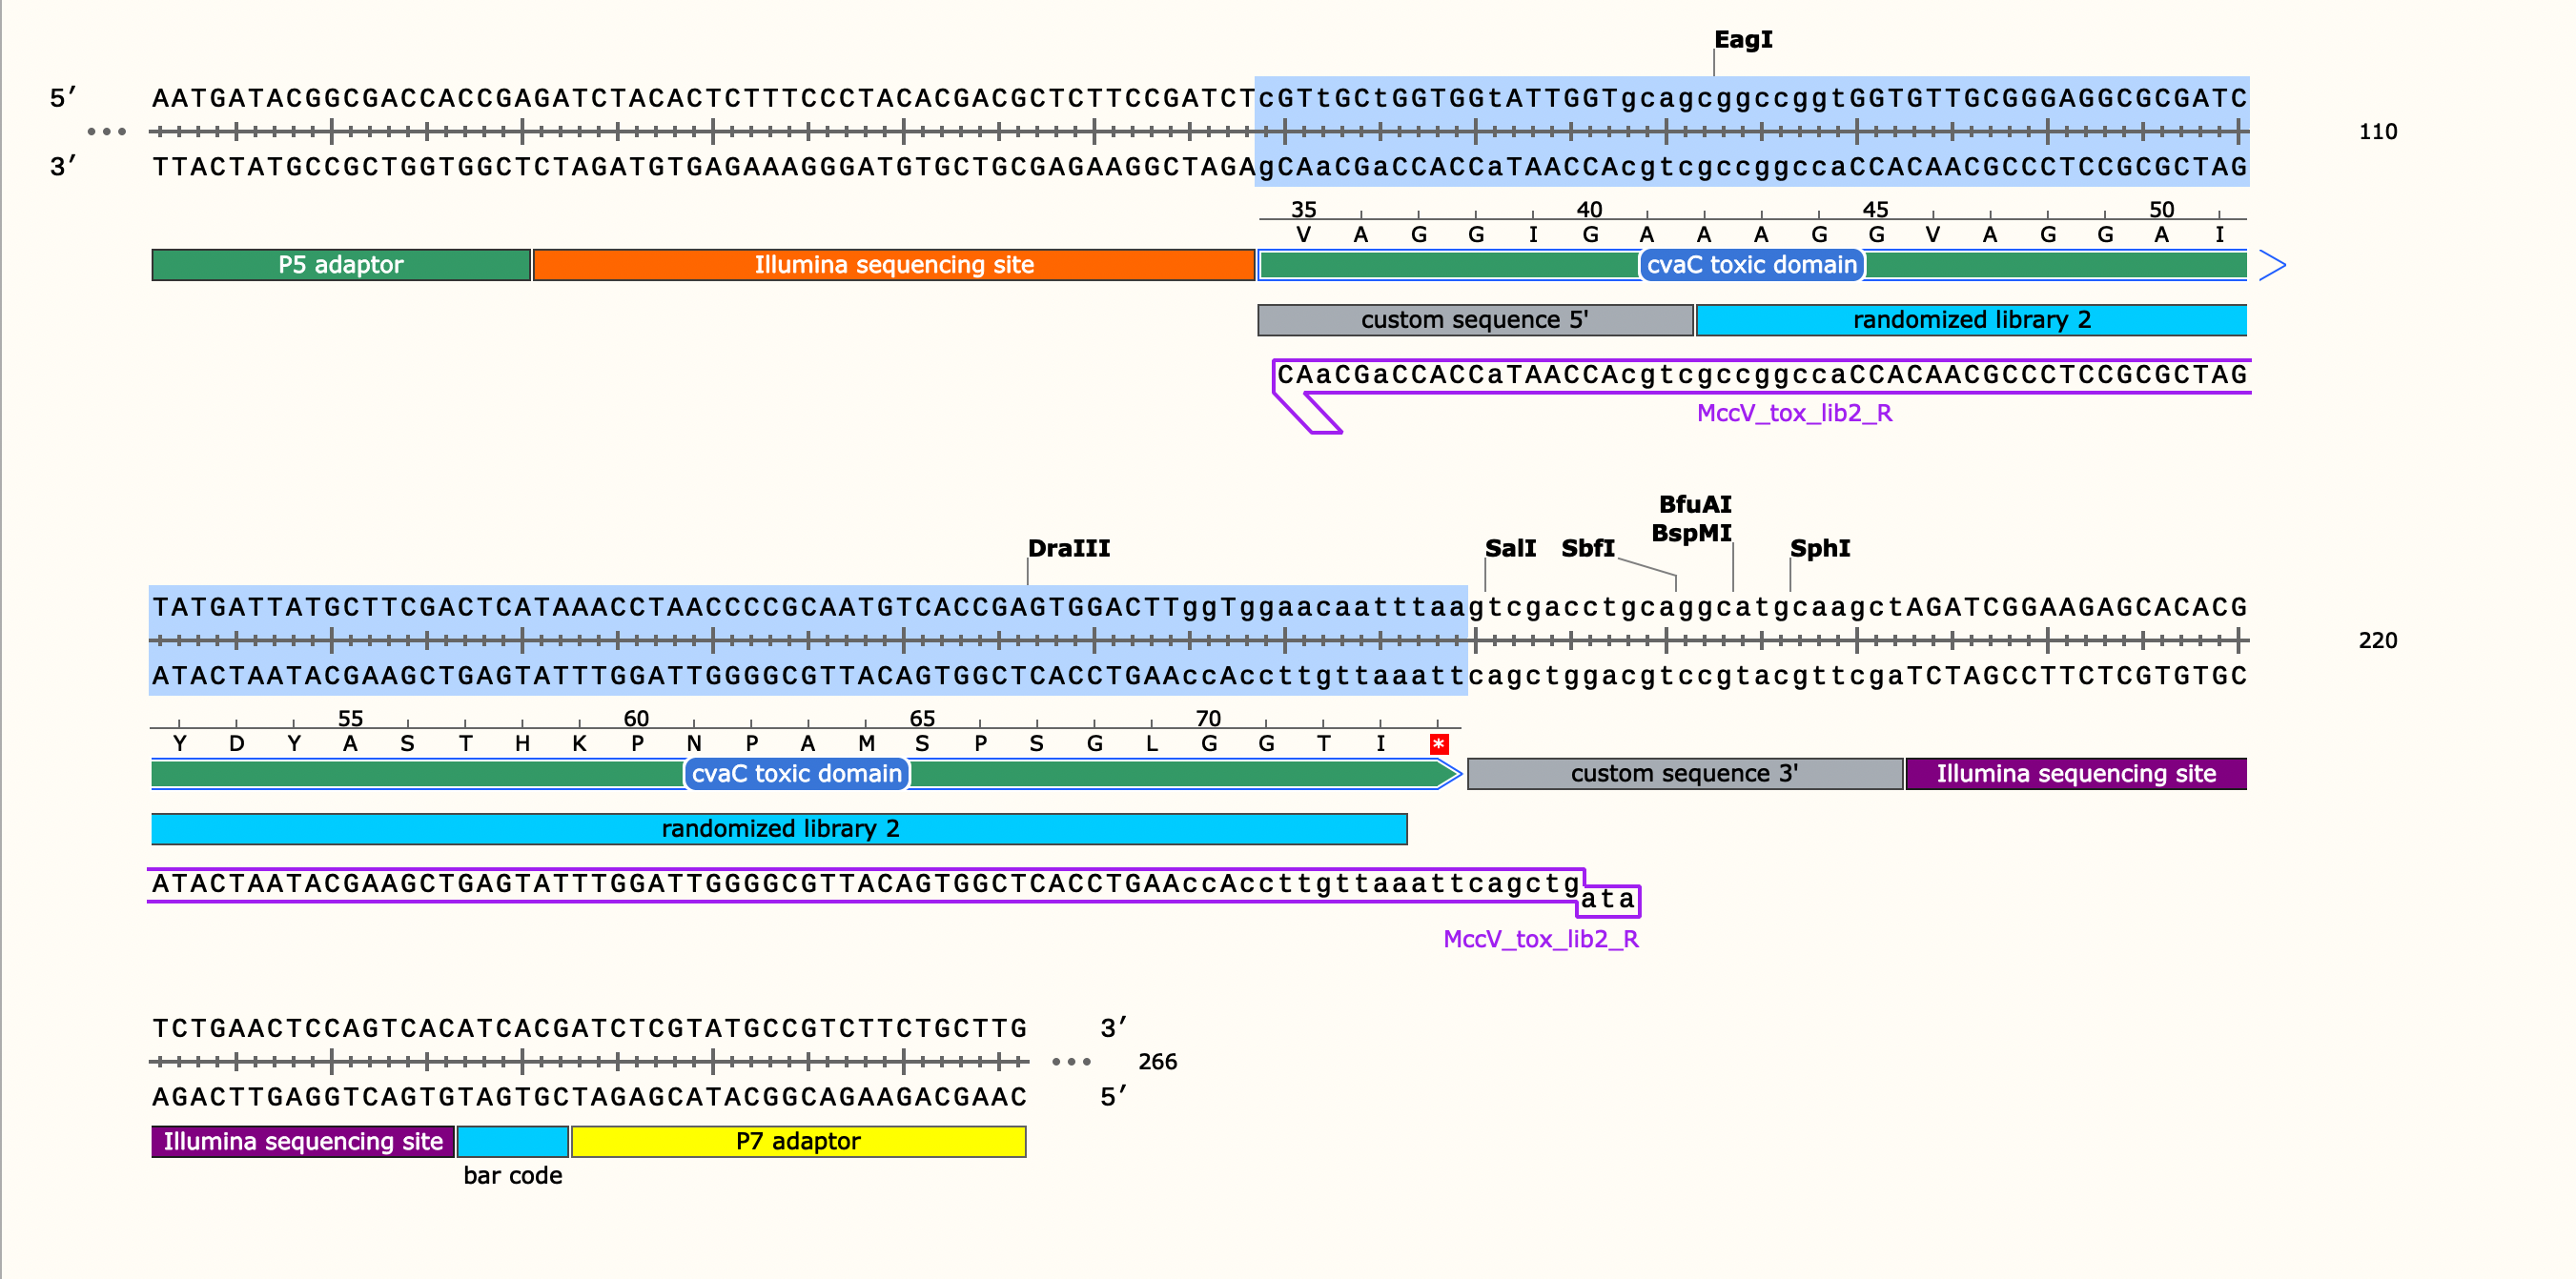 EagI
5′ AATGATACGGCGACCACCGAGATCTACACTCTTTCCCTACACGACGCTCTTCCGATCTcGTtGCtGGTGGtATTGGTgcagcggccggtGGTGTTGCGGGAGGCGCGATC
110
3′ TTACTATGCCGCTGGTGGCTCTAGATGTGAGAAAGGGATGTGCTGCGAGAAGGCTAGAgCAaCGaCCACCaTAACCAcgtcgccggccaCCACAACGCCCTCCGCGCTAG
35 40 45 50
V A G G I G A A A G G V A G G A I
P5 adaptor Illumina sequencing site cvaC toxic domain
custom sequence 5' randomized library 2
CAaCGaCCACCaTAACCAcgtcgccggccaCCACAACGCCCTCCGCGCTAG
MccV_tox_lib2_R
BfuAI
BspMI
DraIII SalI SbfI SphI
TATGATTATGCTTCGACTCATAAACCTAACCCCGCAATGTCACCGAGTGGACTTggTggaacaatttaagtcgacctgcaggcatgcaagctAGATCGGAAGAGCACACG
220
ATACTAATACGAAGCTGAGTATTTGGATTGGGGCGTTACAGTGGCTCACCTGAAccAccttgttaaattcagctggacgtccgtacgttcgaTCTAGCCTTCTCGTGTGC
55 60 65 70
Y D Y A S T H K P N P A M S P S G L G G T I *
cvaC toxic domain custom sequence 3' Illumina sequencing site
randomized library 2
ATACTAATACGAAGCTGAGTATTTGGATTGGGGCGTTACAGTGGCTCACCTGAAccAccttgttaaattcagctgata
MccV_tox_lib2_R
TCTGAACTCCAGTCACATCACGATCTCGTATGCCGTCTTCTGCTTG 3′
266
AGACTTGAGGTCAGTGTAGTGCTAGAGCATACGGCAGAAGACGAAC 5′
Illumina sequencing site P7 adaptor
bar code